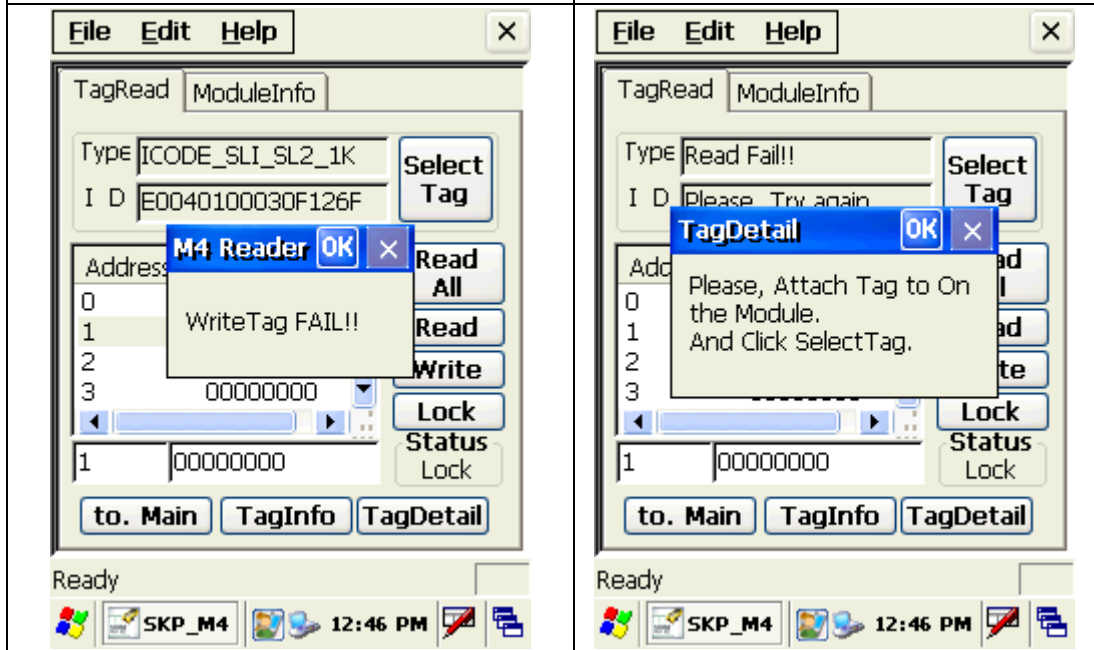 File Edit Help
TagRead ModuleInfo
Type ICODE_SLI_SL2_1K
Select
Tag
I D E00401000030F126F
M4 Reader OK
Address
WriteTag FAIL!!
Read
All
0
1
Read
2
Write
3 00000000
Lock
Status
Lock
1 00000000
to. Main TagInfo TagDetail
Ready
SKP_M4 12:46 PM
File Edit Help
TagRead ModuleInfo
Type Read Fail!!
Select
Tag
I D Please Try again
TagDetail OK
Please, Attach Tag to On
the Module.
And Click SelectTag.
0
1
2
3
Lock
Status
Lock
1 00000000
to. Main TagInfo TagDetail
Ready
SKP_M4 12:46 PM